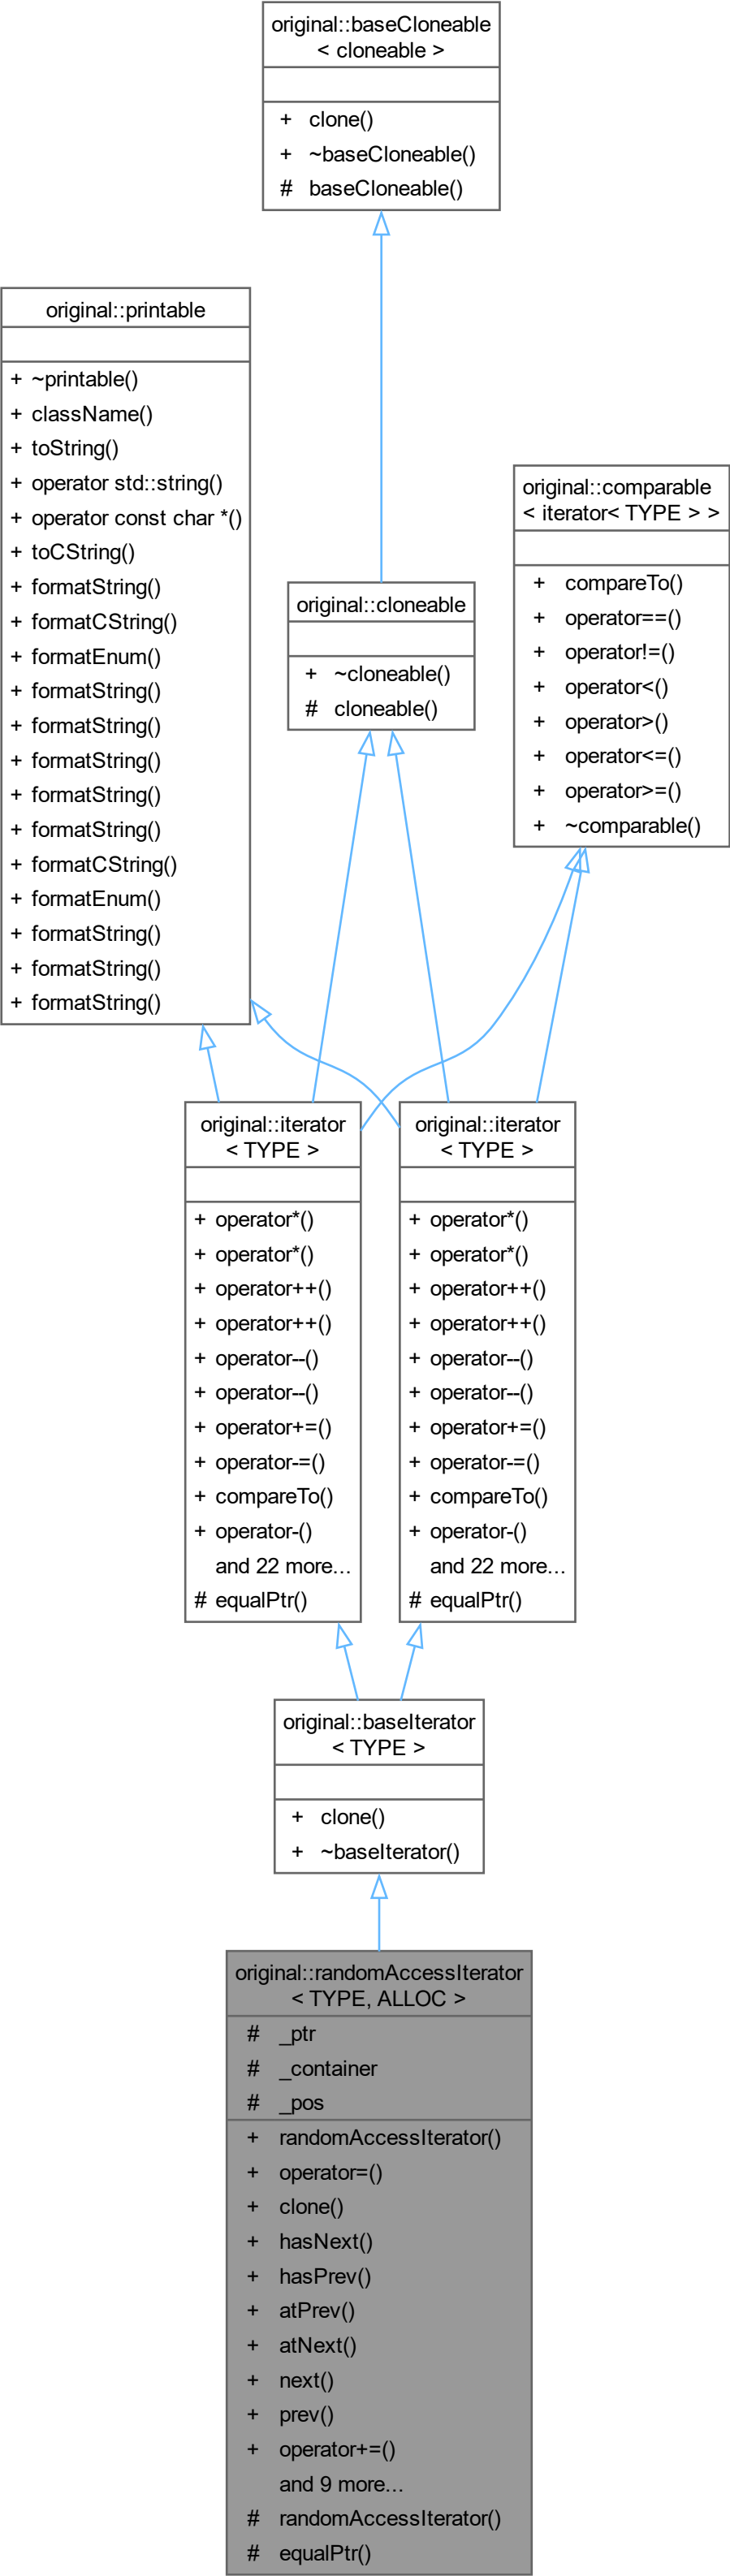 original::baseCloneable
< cloneable >
+ clone()
+ ~baseCloneable()
# baseCloneable()
original::printable
+ ~printable()
+ className()
+ toString()
+ operator std::string()
+ operator const char *()
+ toCString()
+ formatString()
+ formatCString()
+ formatEnum()
+ formatString()
+ formatString()
+ formatString()
+ formatString()
+ formatString()
+ formatCString()
+ formatEnum()
+ formatString()
+ formatString()
+ formatString()
original::cloneable
+ ~cloneable()
# cloneable()
original::comparable
< iterator< TYPE > >
+ compareTo()
+ operator==()
+ operator!=()
+ operator<()
+ operator>()
+ operator<=()
+ operator>=()
+ ~comparable()
original::iterator
< TYPE >
+ operator*()
+ operator*()
+ operator++()
+ operator++()
+ operator--()
+ operator--()
+ operator+=()
+ operator-=()
+ compareTo()
+ operator-()
and 22 more...
# equalPtr()
original::iterator
< TYPE >
+ operator*()
+ operator*()
+ operator++()
+ operator++()
+ operator--()
+ operator--()
+ operator+=()
+ operator-=()
+ compareTo()
+ operator-()
and 22 more...
# equalPtr()
original::baseIterator
< TYPE >
+ clone()
+ ~baseIterator()
original::randomAccessIterator
< TYPE, ALLOC >
# _ptr
# _container
# _pos
+ randomAccessIterator()
+ operator=()
+ clone()
+ hasNext()
+ hasPrev()
+ atPrev()
+ atNext()
+ next()
+ prev()
+ operator+=()
and 9 more...
# randomAccessIterator()
# equalPtr()